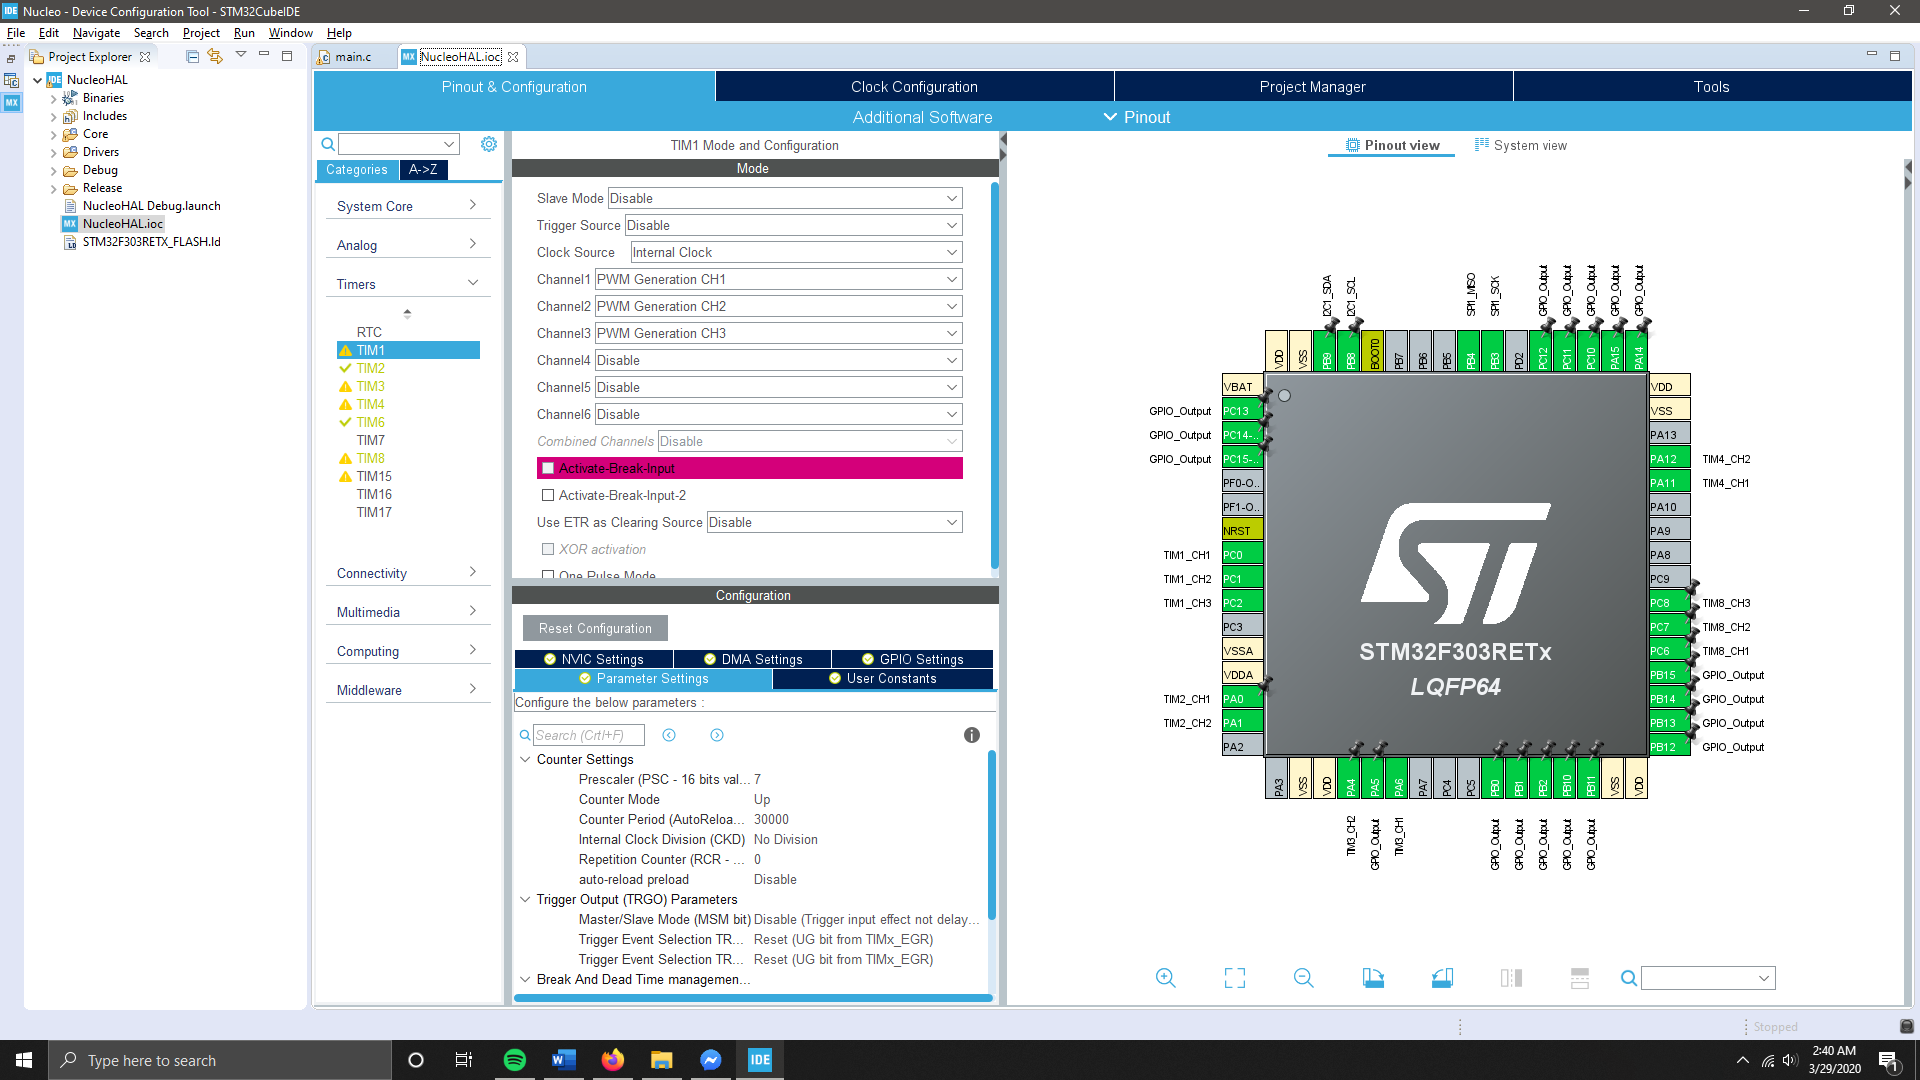 Nucleo - Device Configuration Tool - STM32CubeIDE
File Edit Navigate Search Project Run Window Help
Project Explorer
main.c
NucleoHAL.ioc
NucleoHAL
Binaries
Includes
Core
Drivers
Debug
Release
NucleoHAL Debug.launch
NucleoHAL.ioc
STM32F303RETX_FLASH.ld
Pinout & Configuration
Clock Configuration
Project Manager
Tools
Additional Software
Pinout
Categories
A->Z
System Core
Analog
Timers
RTC
TIM1
TIM2
TIM3
TIM4
TIM6
TIM7
TIM8
TIM15
TIM16
TIM17
Connectivity
Multimedia
Computing
Middleware
TIM1 Mode and Configuration
Mode
Slave Mode Disable
Trigger Source Disable
Clock Source Internal Clock
Channel1 PWM Generation CH1
Channel2 PWM Generation CH2
Channel3 PWM Generation CH3
Channel4 Disable
Channel5 Disable
Channel6 Disable
Combined Channels Disable
Activate-Break-Input
Activate-Break-Input-2
Use ETR as Clearing Source Disable
XOR activation
One Pulse Mode
Configuration
Reset Configuration
NVIC Settings
DMA Settings
GPIO Settings
Parameter Settings
User Constants
Configure the below parameters :
Search (Crtl+F)
Counter Settings
Prescaler (PSC - 16 bits val... 7
Counter Mode Up
Counter Period (AutoReloa... 30000
Internal Clock Division (CKD) No Division
Repetition Counter (RCR - ... 0
auto-reload preload Disable
Trigger Output (TRGO) Parameters
Master/Slave Mode (MSM bit) Disable (Trigger input effect not delay...
Trigger Event Selection TR... Reset (UG bit from TIMx_EGR)
Trigger Event Selection TR... Reset (UG bit from TIMx_EGR)
Break And Dead Time managemen...
Pinout view
System view
I2C1_SDA
I2C1_SCL
SPI1_MISO
SPI1_SCK
GPIO_Output
GPIO_Output
GPIO_Output
GPIO_Output
GPIO_Output
VDD
VSS
PB9
PB8
BOOT0
PB7
PB6
PB5
PB4
PB3
PD2
PC12
PC11
PC10
PA15
PA14
VBAT
GPIO_Output PC13
GPIO_Output PC14-..
GPIO_Output PC15-..
PF0-O..
PF1-O..
NRST
TIM1_CH1 PC0
TIM1_CH2 PC1
TIM1_CH3 PC2
PC3
VSSA
VDDA
TIM2_CH1 PA0
TIM2_CH2 PA1
PA2
ST
STM32F303RETx
LQFP64
VDD
VSS
PA13
PA12 TIM4_CH2
PA11 TIM4_CH1
PA10
PA9
PA8
PC9
PC8 TIM8_CH3
PC7 TIM8_CH2
PC6 TIM8_CH1
PB15 GPIO_Output
PB14 GPIO_Output
PB13 GPIO_Output
PB12 GPIO_Output
PA3
VSS
VDD
PA4
PA5
PA6
PA7
PC4
PC5
PB0
PB1
PB2
PB10
PB11
VSS
VDD
TIM3_CH2
GPIO_Output
TIM3_CH1
GPIO_Output
GPIO_Output
GPIO_Output
GPIO_Output
GPIO_Output
Stopped
Type here to search
IDE
2:40 AM
3/29/2020
1